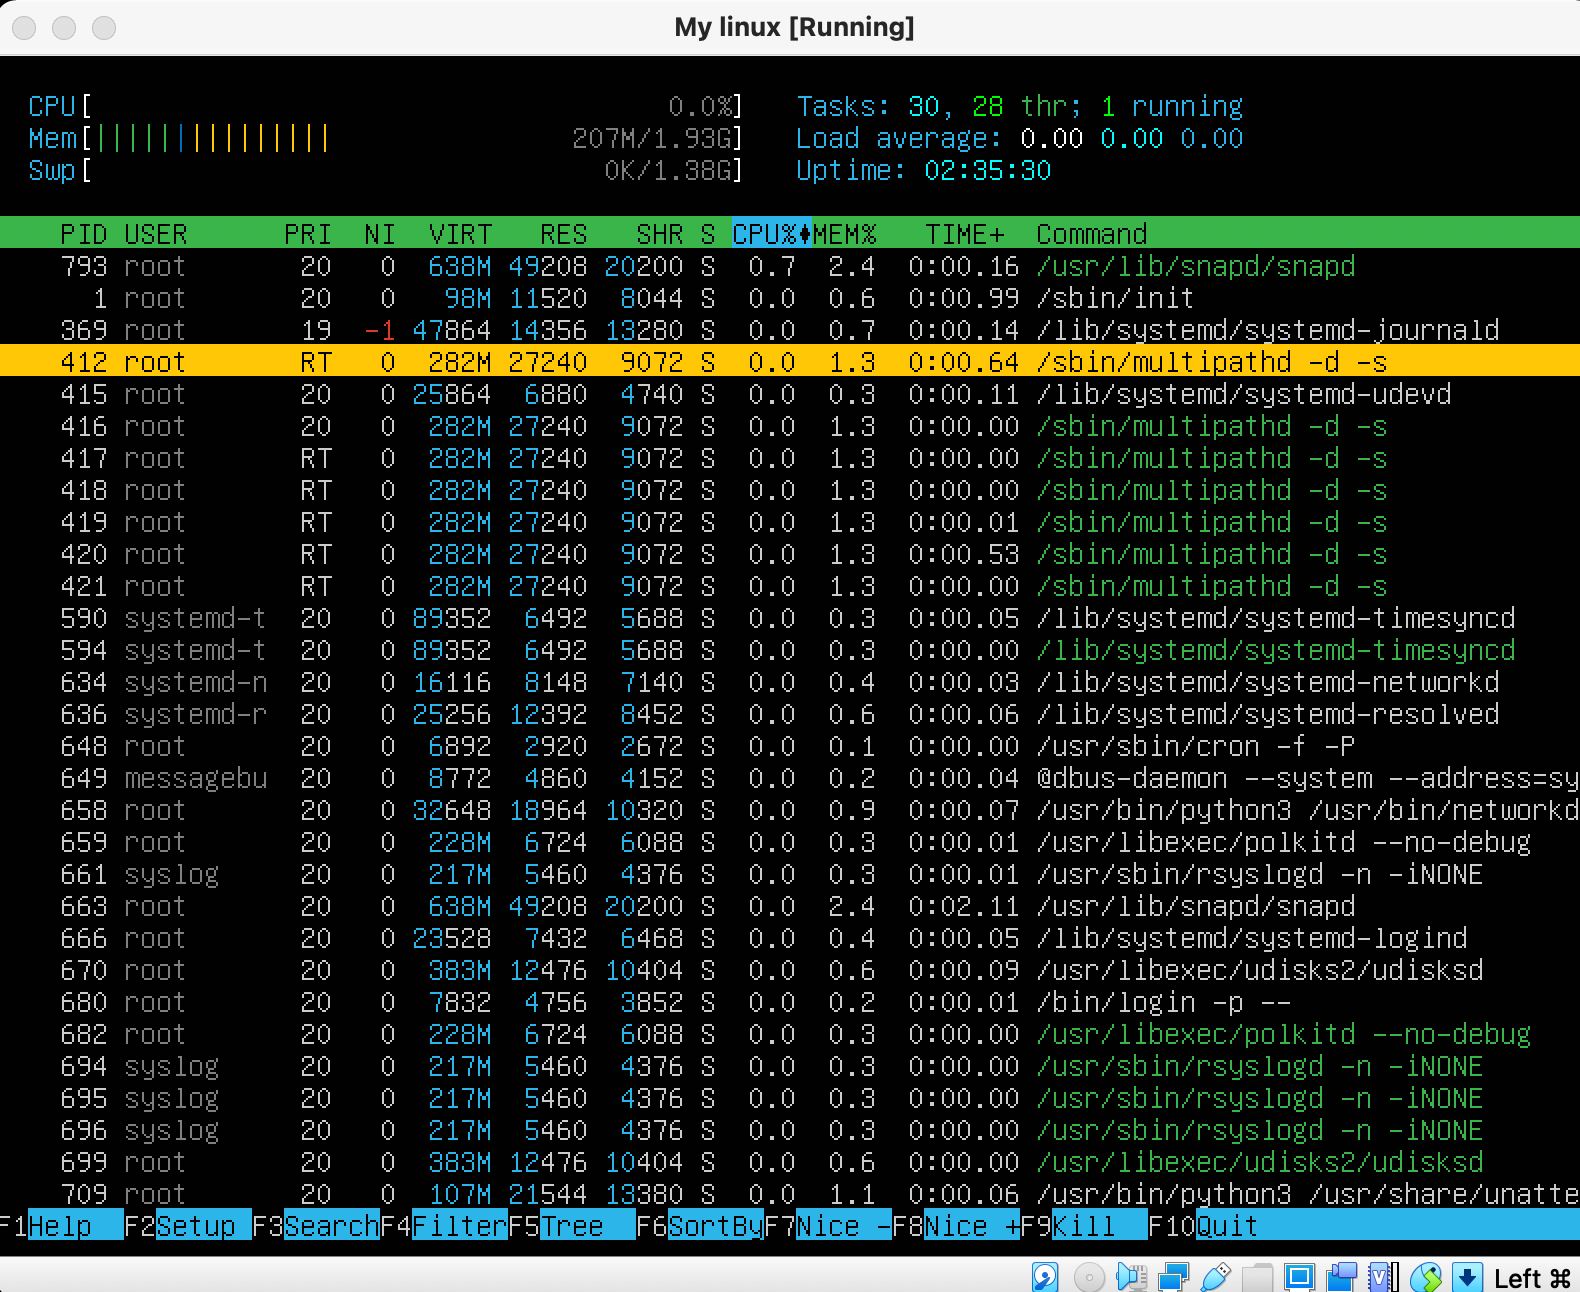 My linux [Running]
CPU[ 0.0%] Tasks: 30, 28 thr; 1 running
Mem[||||||||||||||| 207M/1.93G] Load average: 0.00 0.00 0.00
Swp[ 0K/1.38G] Uptime: 02:35:30
PID USER PRI NI VIRT RES SHR S CPU% MEM% TIME+ Command
793 root 20 0 638M 49208 20200 S 0.7 2.4 0:00.16 /usr/lib/snapd/snapd
1 root 20 0 98M 11520 8044 S 0.0 0.6 0:00.99 /sbin/init
369 root 19 -1 47864 14356 13280 S 0.0 0.7 0:00.14 /lib/systemd/systemd-journald
412 root RT 0 282M 27240 9072 S 0.0 1.3 0:00.64 /sbin/multipathd -d -s
415 root 20 0 25864 6880 4740 S 0.0 0.3 0:00.11 /lib/systemd/systemd-udevd
416 root 20 0 282M 27240 9072 S 0.0 1.3 0:00.00 /sbin/multipathd -d -s
417 root RT 0 282M 27240 9072 S 0.0 1.3 0:00.00 /sbin/multipathd -d -s
418 root RT 0 282M 27240 9072 S 0.0 1.3 0:00.00 /sbin/multipathd -d -s
419 root RT 0 282M 27240 9072 S 0.0 1.3 0:00.01 /sbin/multipathd -d -s
420 root RT 0 282M 27240 9072 S 0.0 1.3 0:00.53 /sbin/multipathd -d -s
421 root RT 0 282M 27240 9072 S 0.0 1.3 0:00.00 /sbin/multipathd -d -s
590 systemd-t 20 0 89352 6492 5688 S 0.0 0.3 0:00.05 /lib/systemd/systemd-timesyncd
594 systemd-t 20 0 89352 6492 5688 S 0.0 0.3 0:00.00 /lib/systemd/systemd-timesyncd
634 systemd-n 20 0 16116 8148 7140 S 0.0 0.4 0:00.03 /lib/systemd/systemd-networkd
636 systemd-r 20 0 25256 12392 8452 S 0.0 0.6 0:00.06 /lib/systemd/systemd-resolved
648 root 20 0 6892 2920 2672 S 0.0 0.1 0:00.00 /usr/sbin/cron -f -P
649 messagebu 20 0 8772 4860 4152 S 0.0 0.2 0:00.04 @dbus-daemon --system --address=sy
658 root 20 0 32648 18964 10320 S 0.0 0.9 0:00.07 /usr/bin/python3 /usr/bin/networkd
659 root 20 0 228M 6724 6088 S 0.0 0.3 0:00.01 /usr/libexec/polkitd --no-debug
661 syslog 20 0 217M 5460 4376 S 0.0 0.3 0:00.01 /usr/sbin/rsyslogd -n -iNONE
663 root 20 0 638M 49208 20200 S 0.0 2.4 0:02.11 /usr/lib/snapd/snapd
666 root 20 0 23528 7432 6468 S 0.0 0.4 0:00.05 /lib/systemd/systemd-logind
670 root 20 0 383M 12476 10404 S 0.0 0.6 0:00.09 /usr/libexec/udisks2/udisksd
680 root 20 0 7832 4756 3852 S 0.0 0.2 0:00.01 /bin/login -p --
682 root 20 0 228M 6724 6088 S 0.0 0.3 0:00.00 /usr/libexec/polkitd --no-debug
694 syslog 20 0 217M 5460 4376 S 0.0 0.3 0:00.00 /usr/sbin/rsyslogd -n -iNONE
695 syslog 20 0 217M 5460 4376 S 0.0 0.3 0:00.00 /usr/sbin/rsyslogd -n -iNONE
696 syslog 20 0 217M 5460 4376 S 0.0 0.3 0:00.00 /usr/sbin/rsyslogd -n -iNONE
699 root 20 0 383M 12476 10404 S 0.0 0.6 0:00.00 /usr/libexec/udisks2/udisksd
709 root 20 0 107M 21544 13380 S 0.0 1.1 0:00.06 /usr/bin/python3 /usr/share/unatte
F1Help F2Setup F3SearchF4FilterF5Tree F6SortByF7Nice -F8Nice +F9Kill F10Quit
Left ⌘